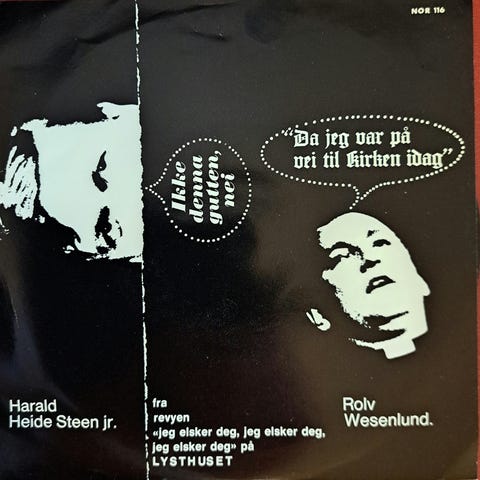 NOR 116
Ikke
denna
gutten,
nei
"Da jeg var på
vei til Kirken idag"
Harald
Heide Steen jr.
fra
revyen
«jeg elsker deg, jeg elsker deg,
jeg elsker deg» på
LYSTHUSET
Rolv
Wesenlund.